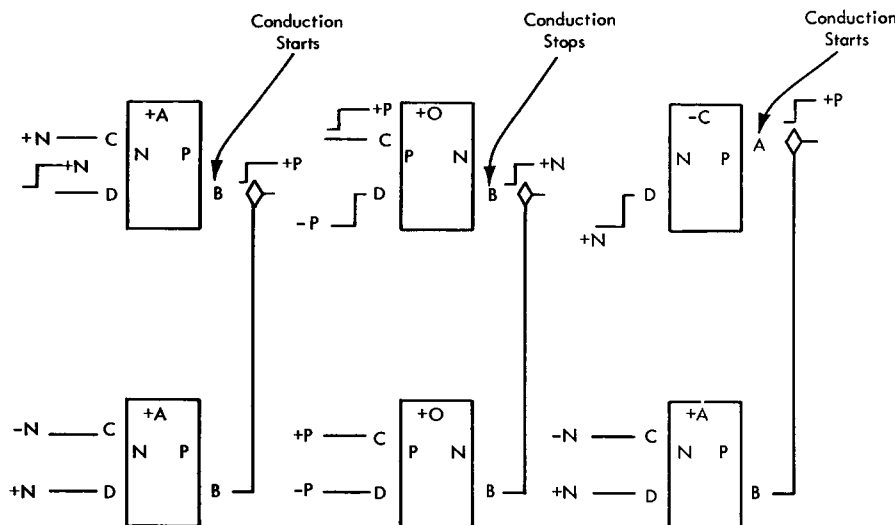 Conduction
Starts
Conduction
Stops
Conduction
Starts
+A
+N C
N P
+N
D
B
+P
+P
+O
C
P N
D
-P
B
+N
-C
A
+P
N P
D
+N
+A
-N C
N P
+N D
B
+O
+P C
P N
-P D
B
+A
-N C
N P
+N D
B